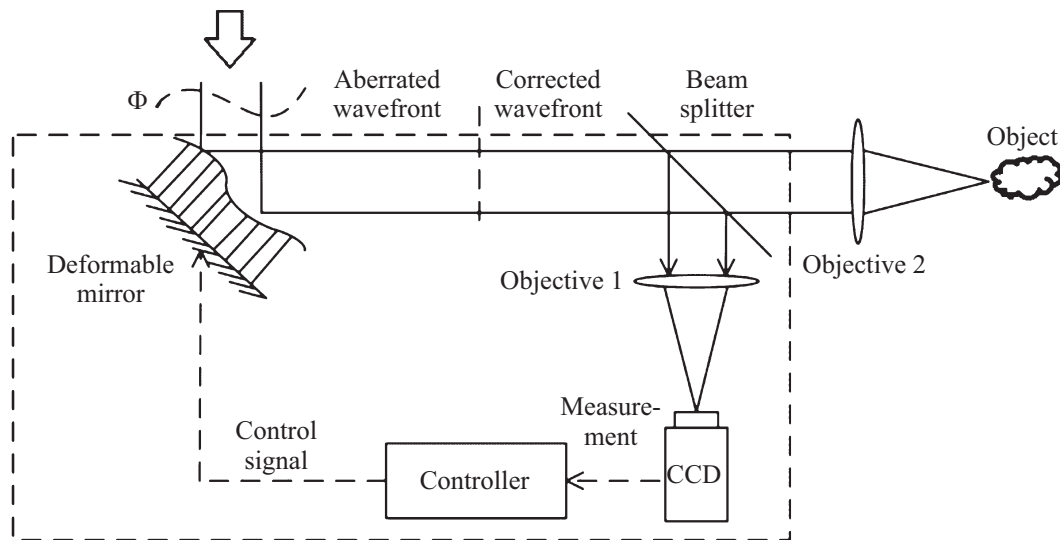 Φ
Aberrated
wavefront
Corrected
wavefront
Beam
splitter
Object
Deformable
mirror
Objective 1
Objective 2
Measure-
ment
Control
signal
Controller
CCD